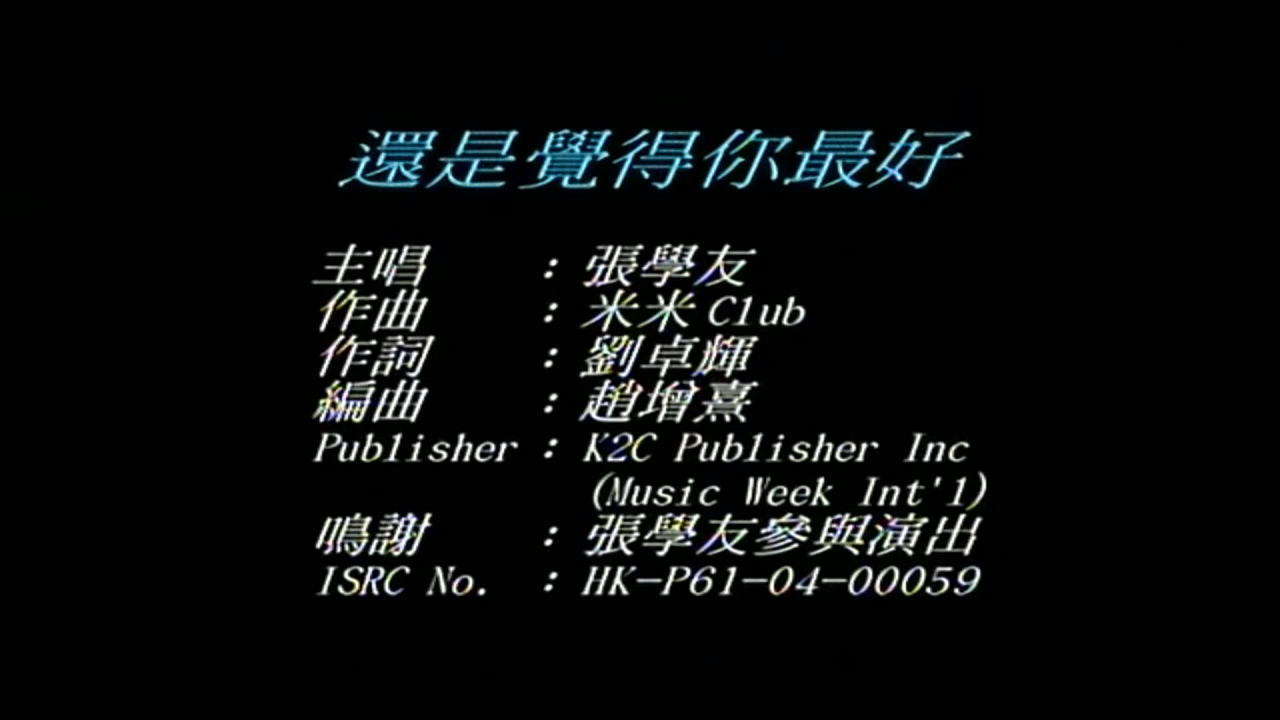 還是覺得你最好
主唱 : 張學友
作曲 : 米米 Club
作詞 : 劉卓輝
編曲 : 趙增熹
Publisher : K2C Publisher Inc
(Music Week Int'l)
鳴謝 : 張學友參與演出
ISRC No. : HK-P61-04-00059